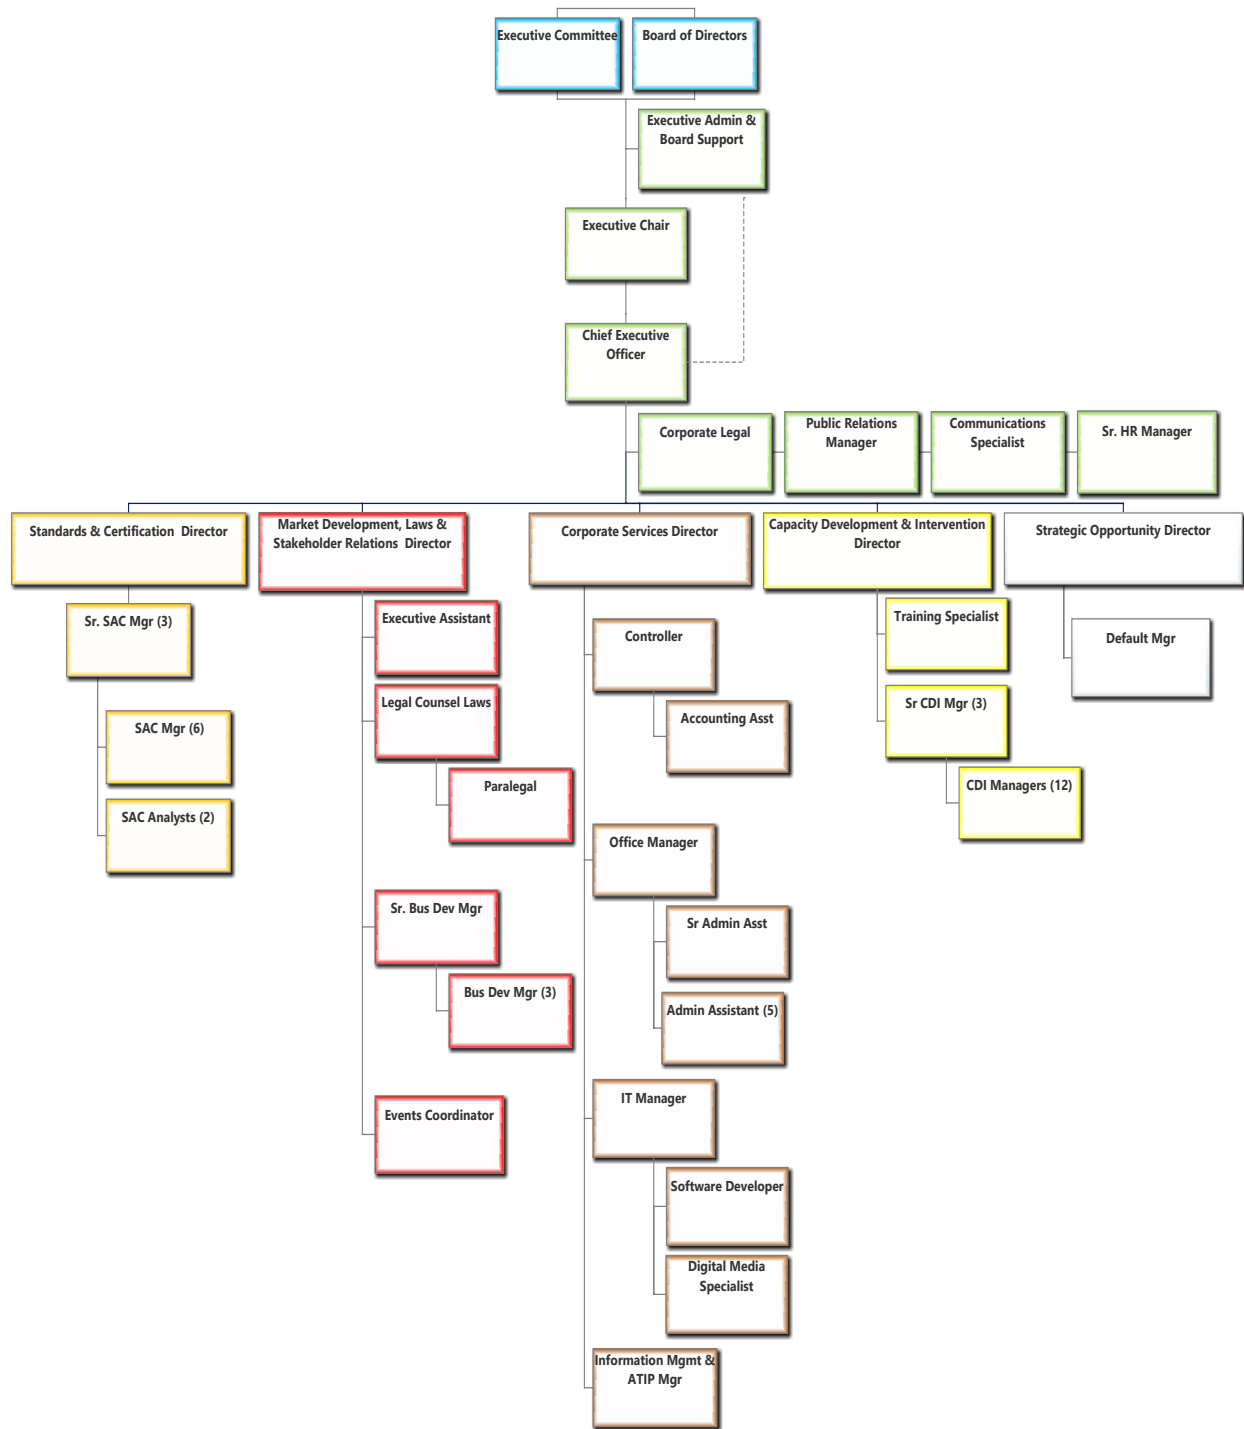 Executive Committee
Board of Directors
Executive Admin &
Board Support
Executive Chair
Chief Executive
Officer
Corporate Legal
Public Relations
Manager
Communications
Specialist
Sr. HR Manager
Standards & Certification  Director
Market Development, Laws &
Stakeholder Relations  Director
Corporate Services Director
Capacity Development & Intervention
Director
Strategic Opportunity Director
Sr. SAC Mgr (3)
SAC Mgr (6)
SAC Analysts (2)
Executive Assistant
Legal Counsel Laws
Paralegal
Sr. Bus Dev Mgr
Bus Dev Mgr (3)
Events Coordinator
Controller
Accounting Asst
Office Manager
Sr Admin Asst
Admin Assistant (5)
IT Manager
Software Developer
Digital Media
Specialist
Information Mgmt &
ATIP Mgr
Training Specialist
Sr CDI Mgr (3)
CDI Managers (12)
Default Mgr